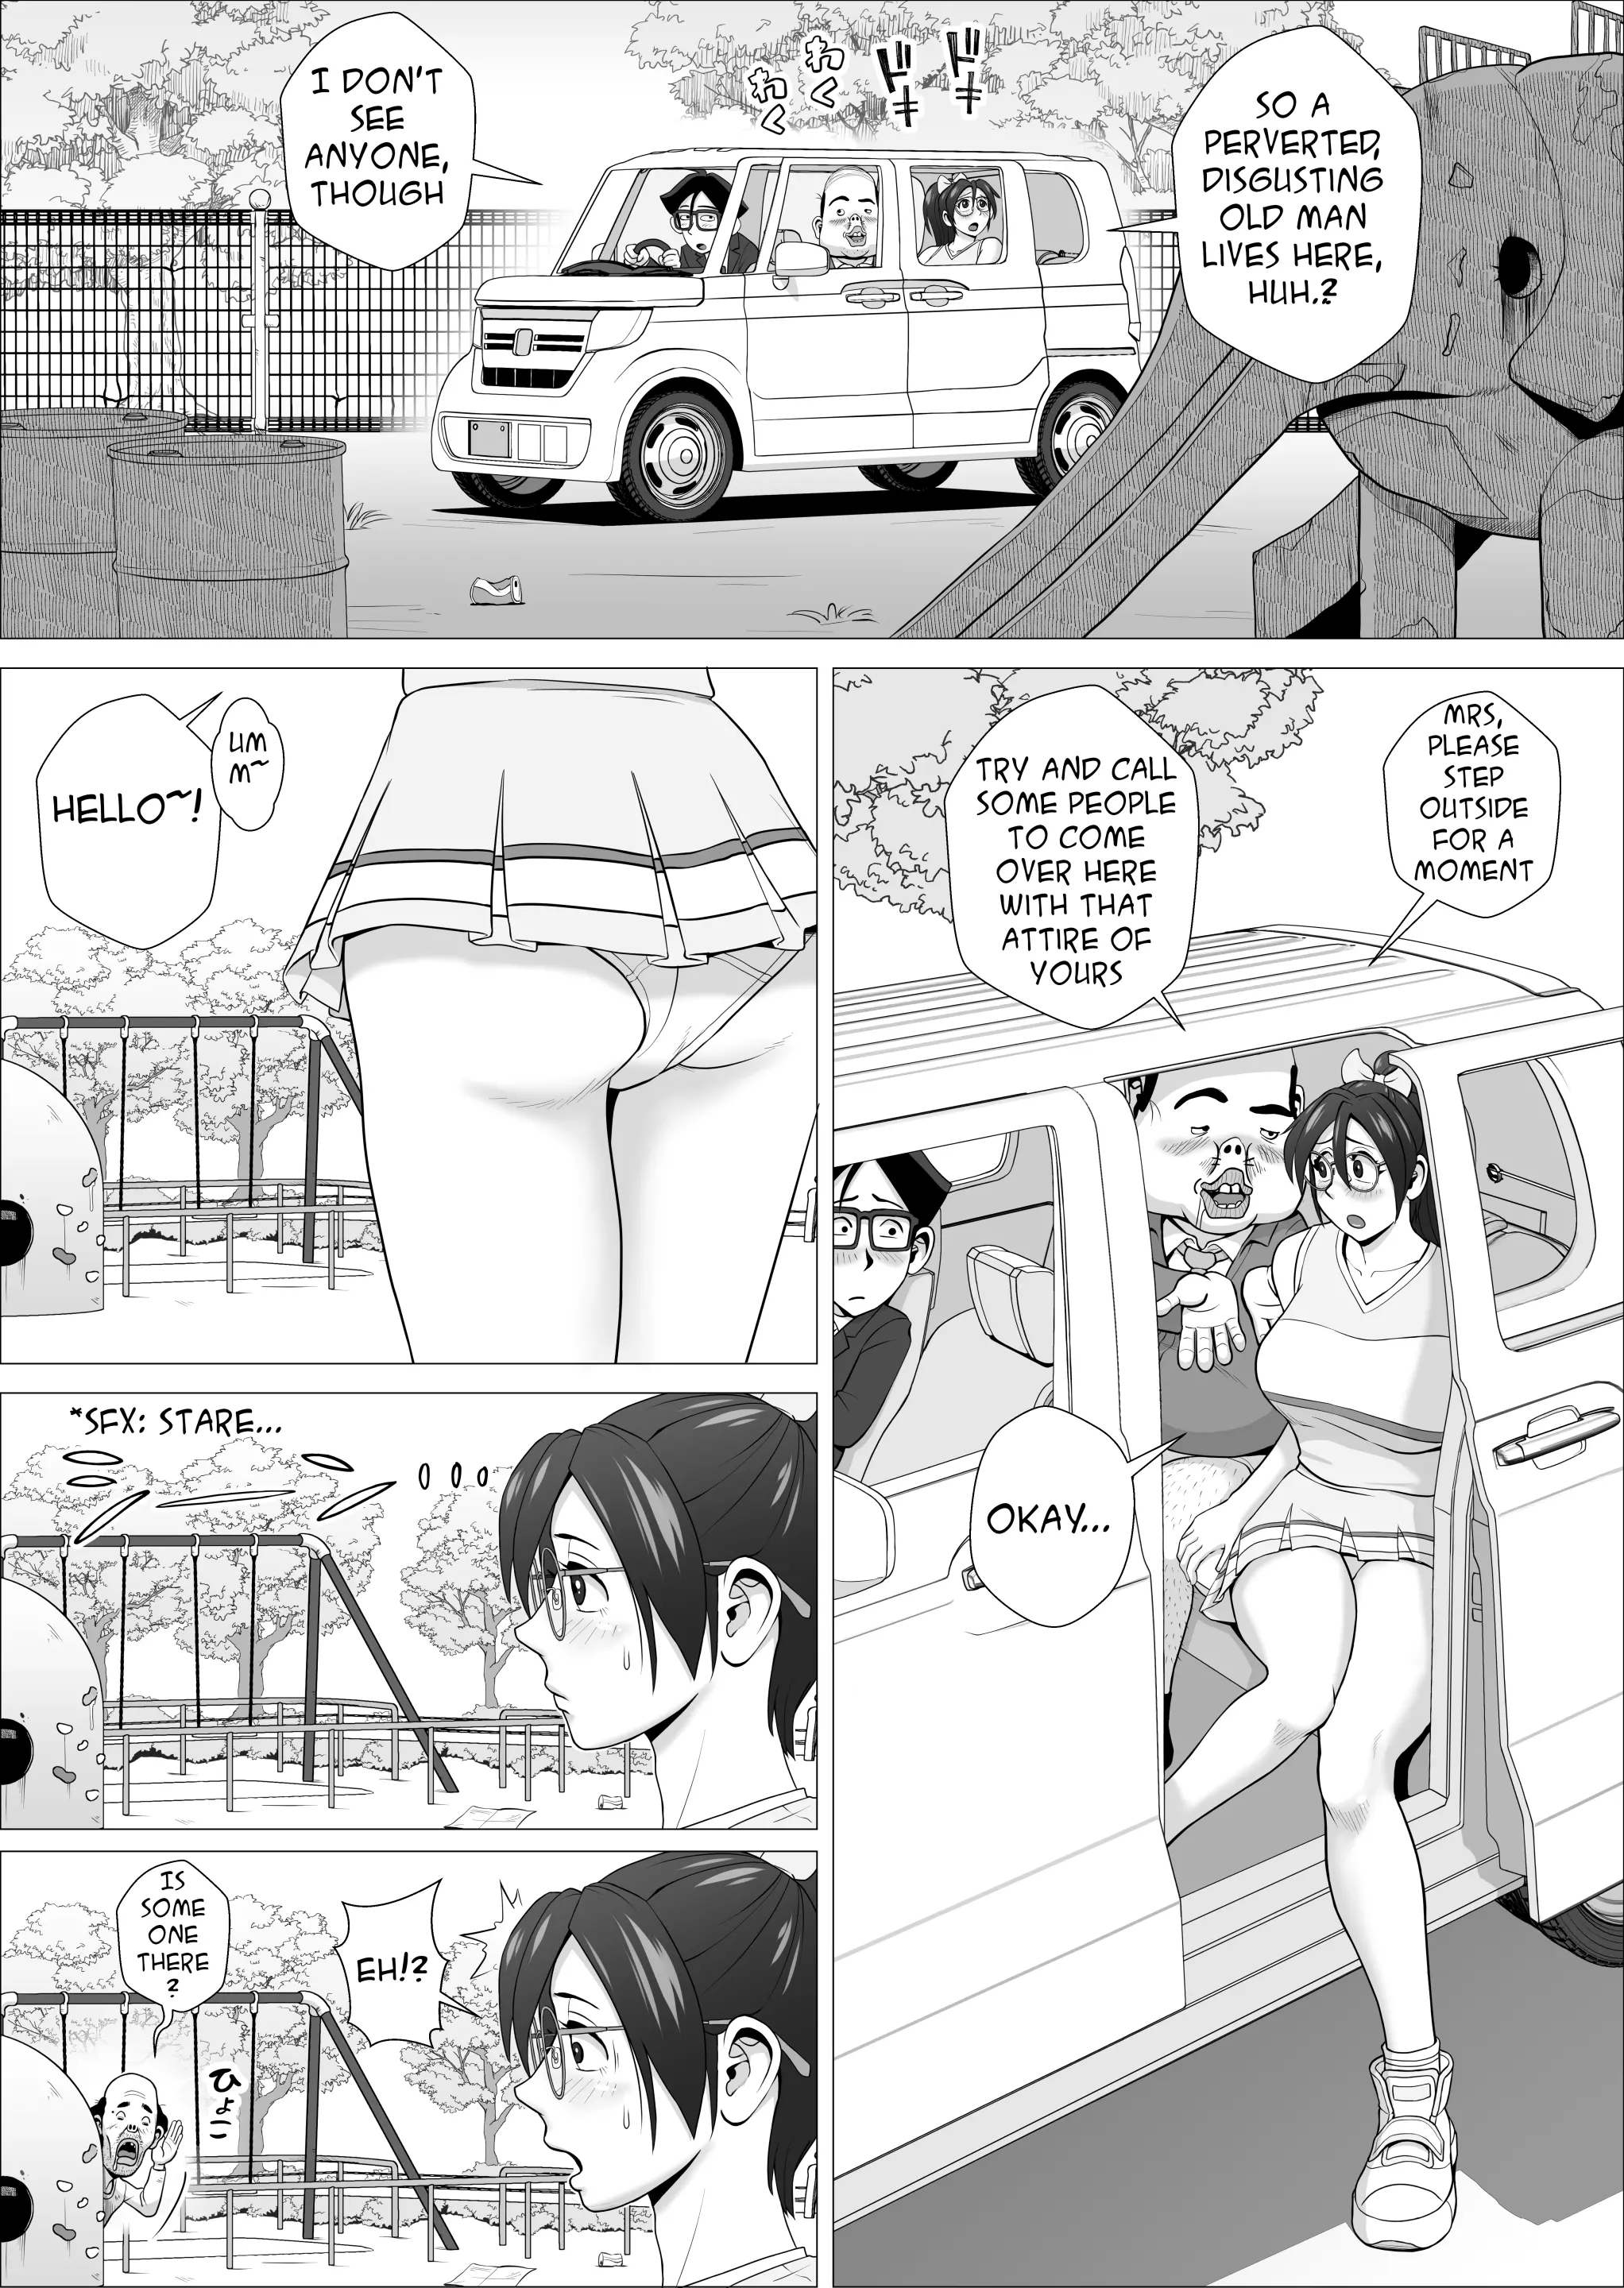 SO A
PERVERTED,
DISGUSTING
OLD MAN
LIVES HERE,
HUH.?
ドキ
ドキ
わく
わく
I DON'T
SEE
ANYONE,
THOUGH
MRS,
PLEASE
STEP
OUTSIDE
FOR A
MOMENT
TRY AND CALL
SOME PEOPLE
TO COME
OVER HERE
WITH THAT
ATTIRE OF
YOURS
OKAY...
UM
M~
HELLO~!
*SFX: STARE...
EH!?
IS
SOME
ONE
THERE
?
ひょこ